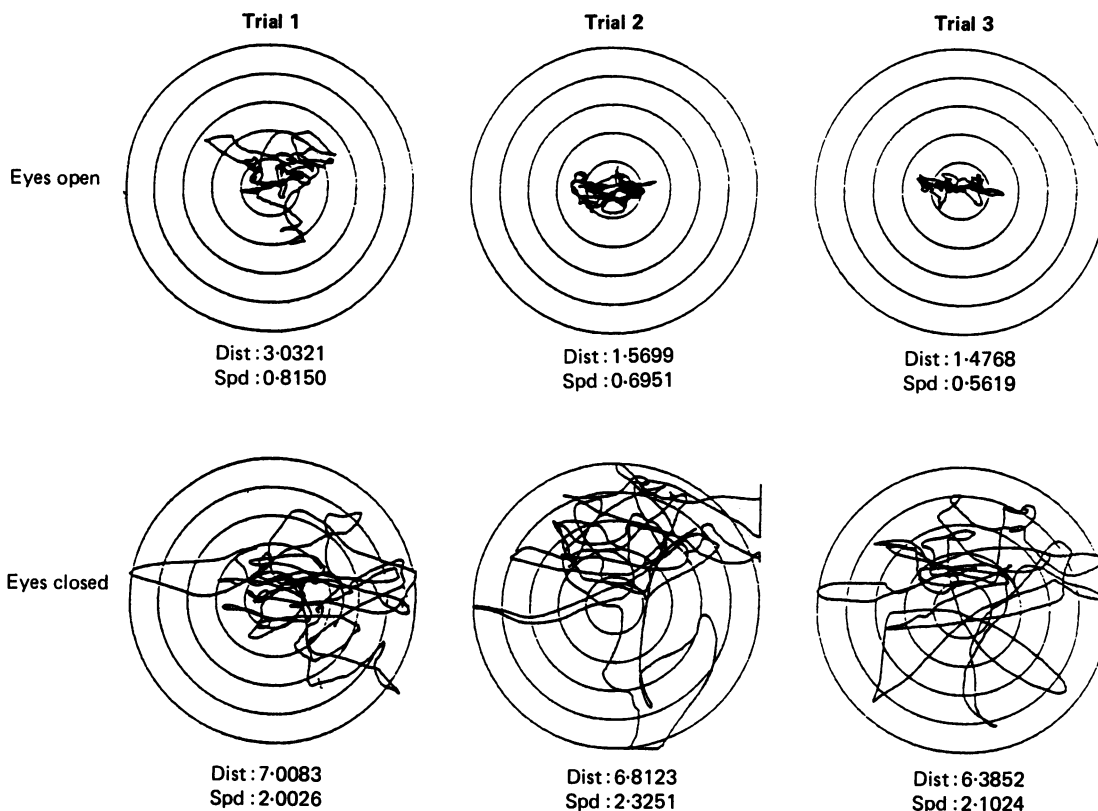 Trial 1
Trial 2
Trial 3
Eyes open
Dist : 3·0321
Spd : 0·8150
Dist : 1·5699
Spd : 0·6951
Dist : 1·4768
Spd : 0·5619
Eyes closed
Dist : 7·0083
Spd : 2·0026
Dist : 6·8123
Spd : 2·3251
Dist : 6·3852
Spd : 2·1024